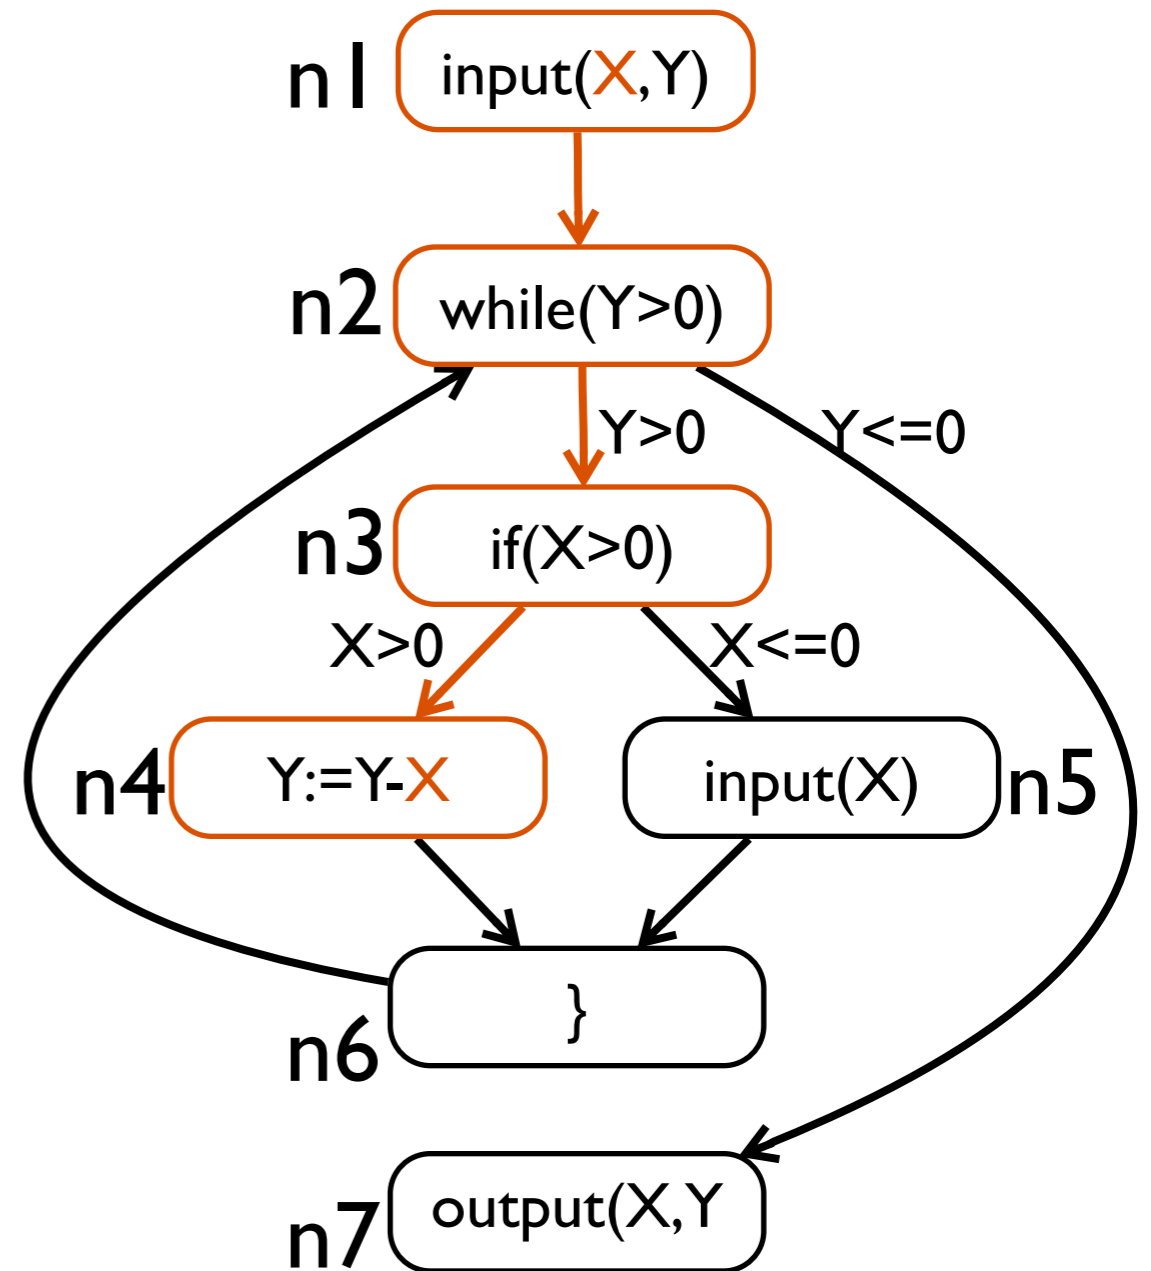 n1 input(X,Y)
n2 while(Y>0)
Y>0 Y<=0
n3 if(X>0)
X>0 X<=0
n4 Y:=Y-X input(X) n5
}
n6
output(X,Y
n7